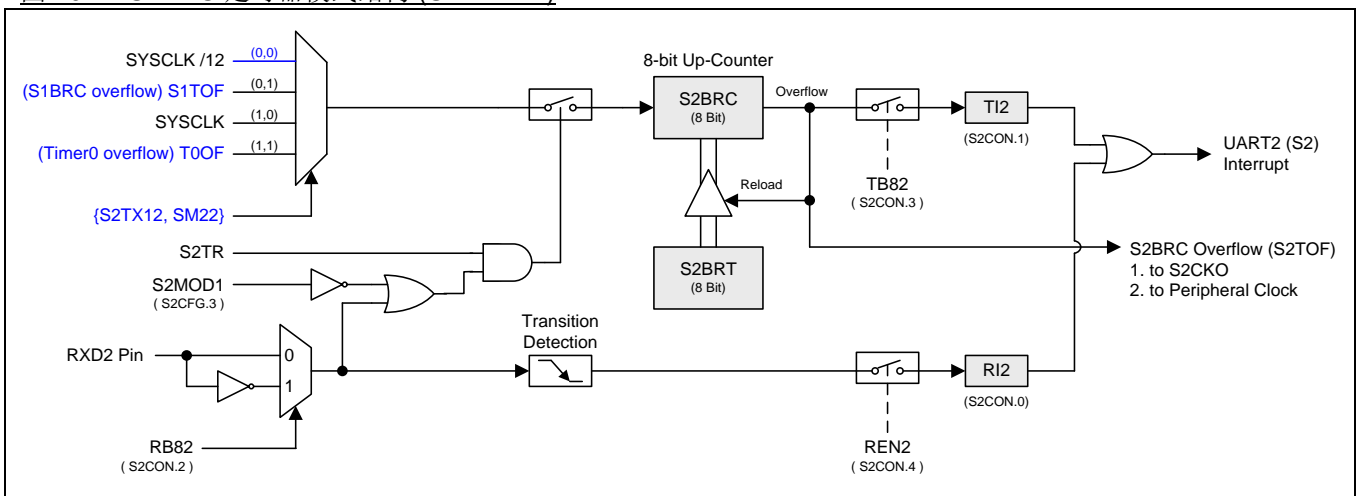 8-bit Up-Counter
SYSCLK /12 (0,0)
(S1BRC overflow) S1TOF (0,1)
SYSCLK (1,0)
(Timer0 overflow) T0OF (1,1)
{S2TX12, SM22}
S2BRC
(8 Bit)
Overflow
TI2
(S2CON.1)
UART2 (S2)
Interrupt
TB82
( S2CON.3 )
Reload
S2TR
S2MOD1
( S2CFG.3 )
S2BRT
(8 Bit)
S2BRC Overflow (S2TOF)
1. to S2CKO
2. to Peripheral Clock
Transition
Detection
RXD2 Pin
0
1
RI2
(S2CON.0)
RB82
( S2CON.2 )
REN2
( S2CON.4 )